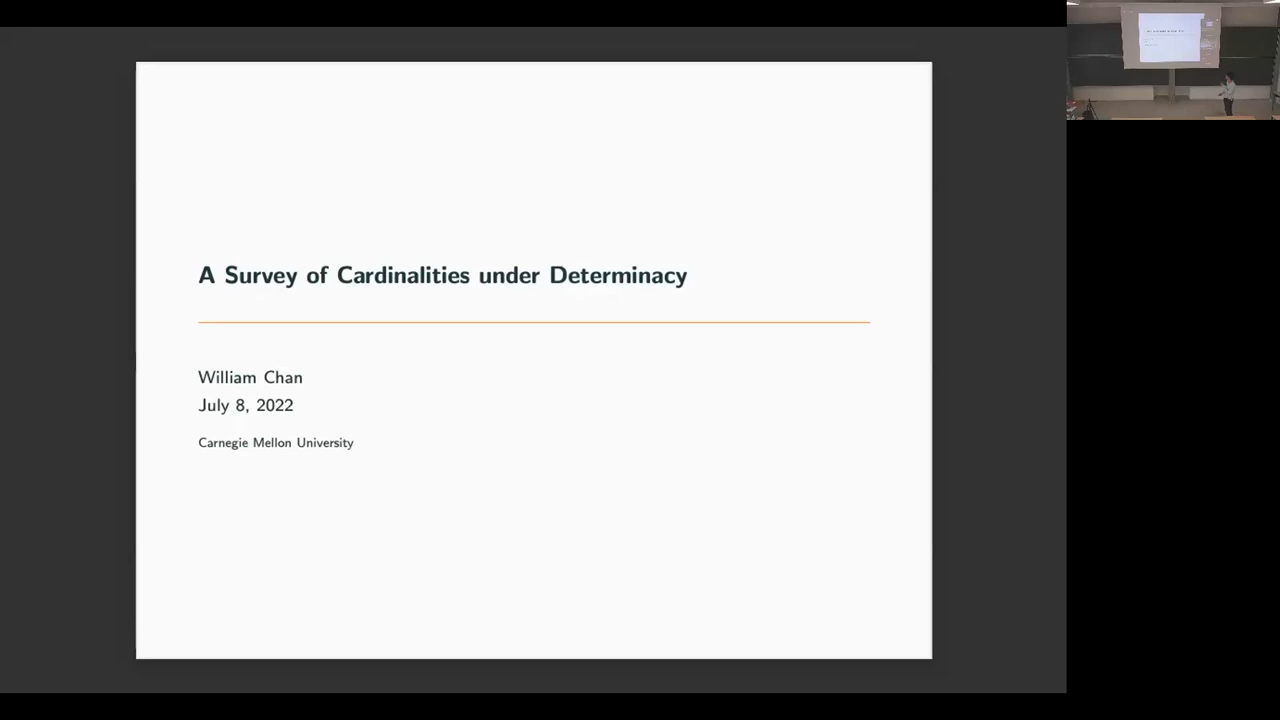 A Survey of Cardinalities under Determinacy
William Chan
July 8, 2022
Carnegie Mellon University